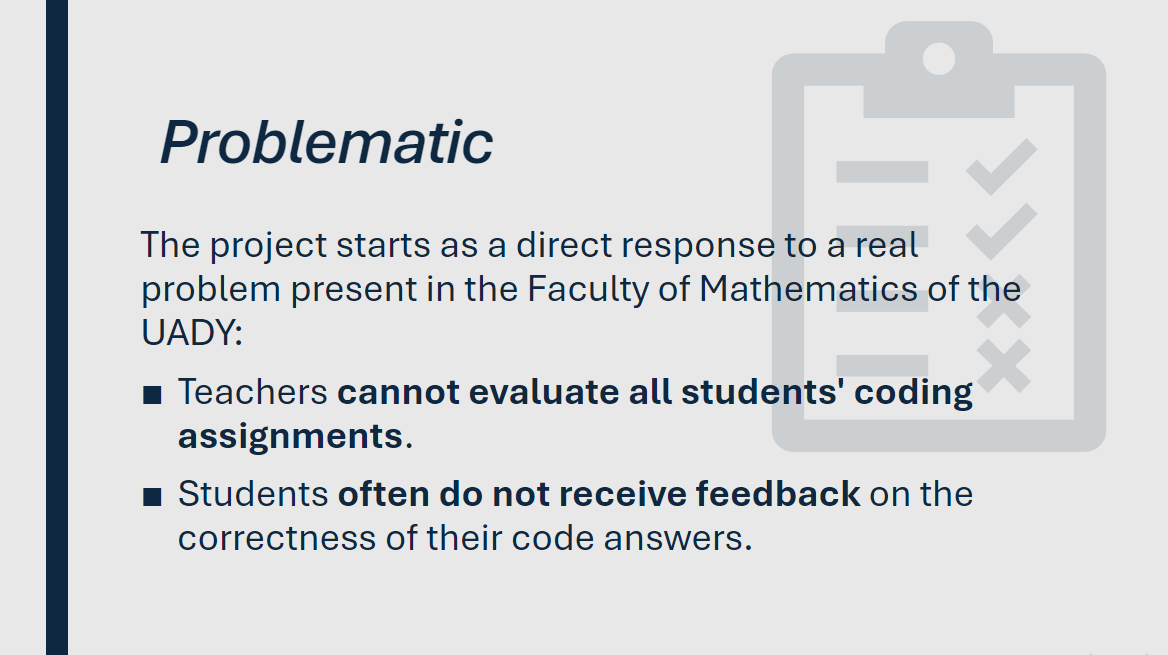 Problematic
The project starts as a direct response to a real
problem present in the Faculty of Mathematics of the
UADY:
▪ Teachers cannot evaluate all students' coding
assignments.
▪ Students often do not receive feedback on the
correctness of their code answers.